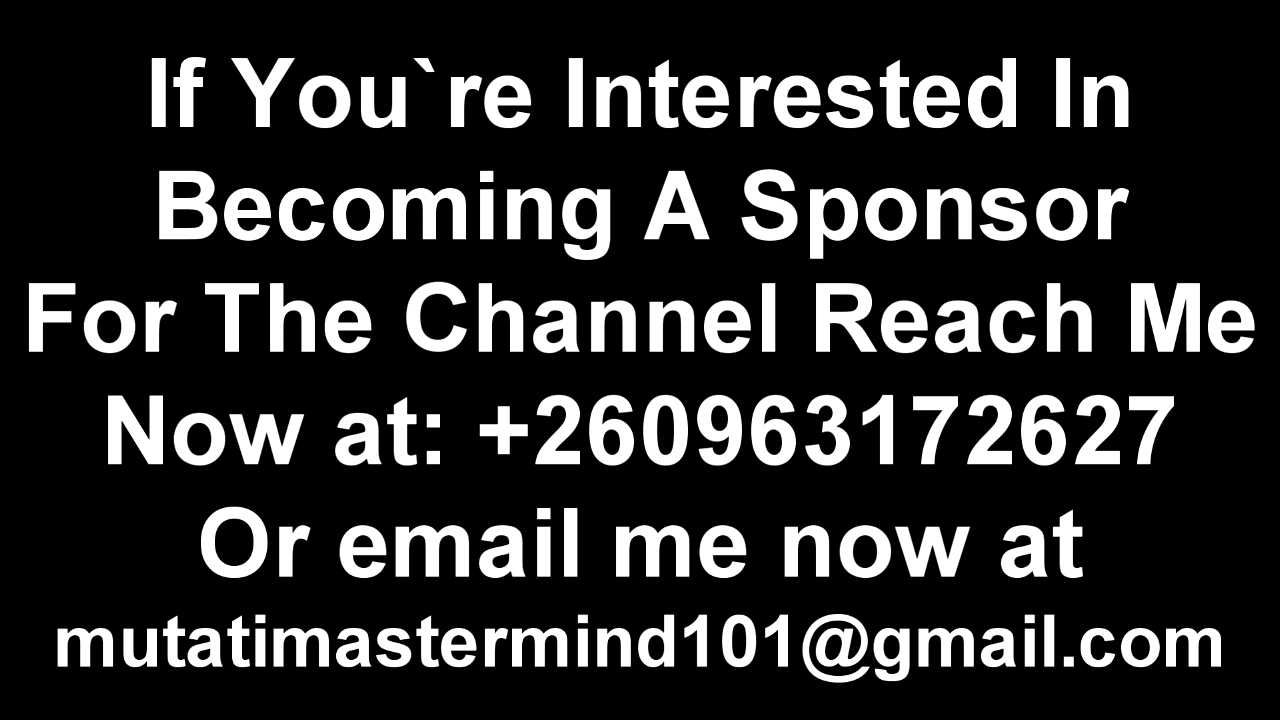 If You`re Interested In
Becoming A Sponsor
For The Channel Reach Me
Now at: +260963172627
Or email me now at
mutatimastermind101@gmail.com